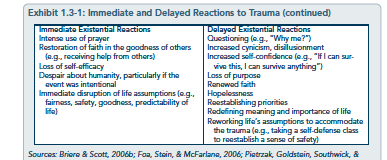 Exhibit 1.3-1: Immediate and Delayed Reactions to Trauma (continued)
Immediate Existential Reactions
Intense use of prayer
Restoration of faith in the goodness of others
(e.g., receiving help from others)
Loss of self-efficacy
Despair about humanity, particularly if the
event was intentional
Immediate disruption of life assumptions (e.g.,
fairness, safety, goodness, predictability of
life)
Delayed Existential Reactions
Questioning (e.g., “Why me?”)
Increased cynicism, disillusionment
Increased self-confidence (e.g., “If I can sur-
vive this, I can survive anything”)
Loss of purpose
Renewed faith
Hopelessness
Reestablishing priorities
Redefining meaning and importance of life
Reworking life’s assumptions to accommodate
the trauma (e.g., taking a self-defense class
to reestablish a sense of safety)
Sources: Briere & Scott, 2006b; Foa, Stein, & McFarlane, 2006; Pietrzak, Goldstein, Southwick, &